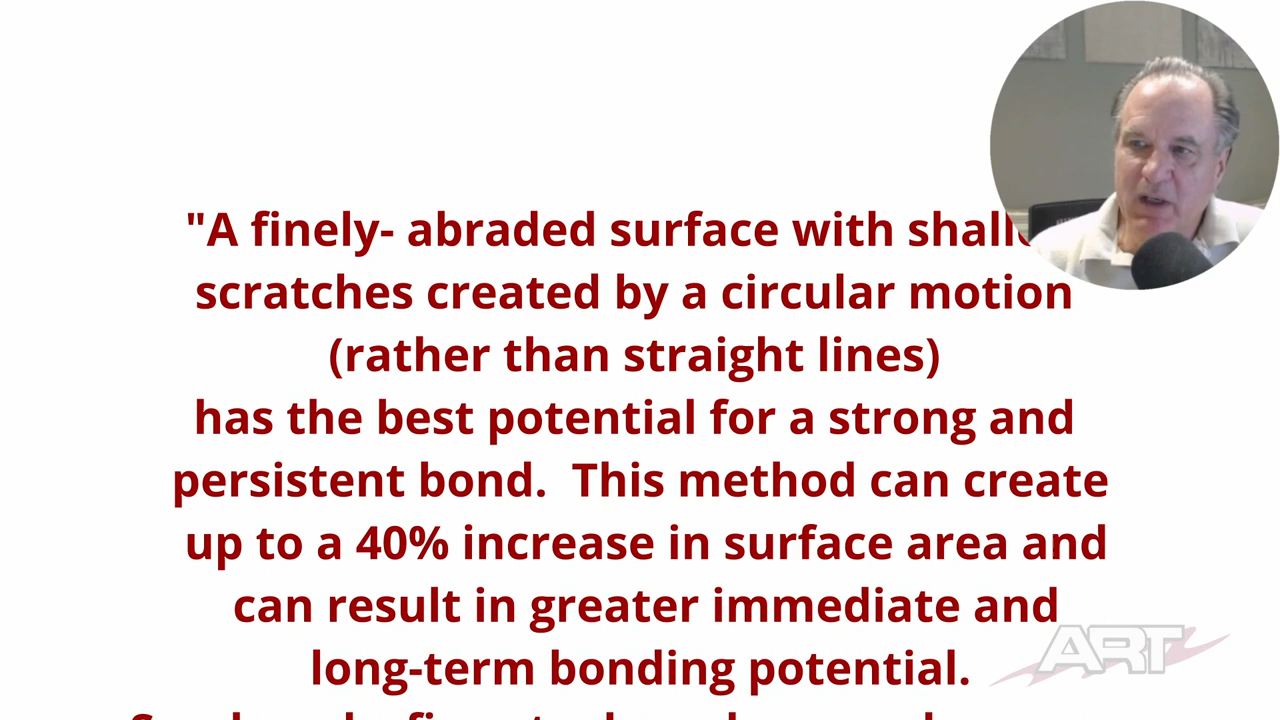 "A finely- abraded surface with
scratches created by a circular motion
(rather than straight lines)
has the best potential for a strong and
persistent bond.  This method can create
up to a 40% increase in surface area and
can result in greater immediate and
long-term bonding potential.
ART